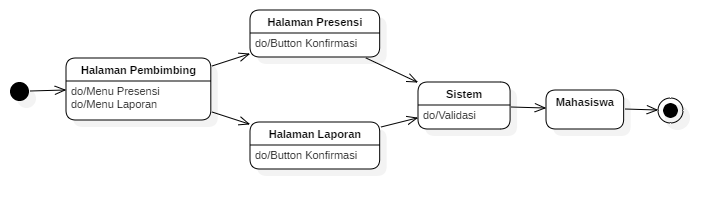 Halaman Pembimbing
do/Menu Presensi
do/Menu Laporan
Halaman Presensi
do/Button Konfirmasi
Halaman Laporan
do/Button Konfirmasi
Sistem
do/Validasi
Mahasiswa